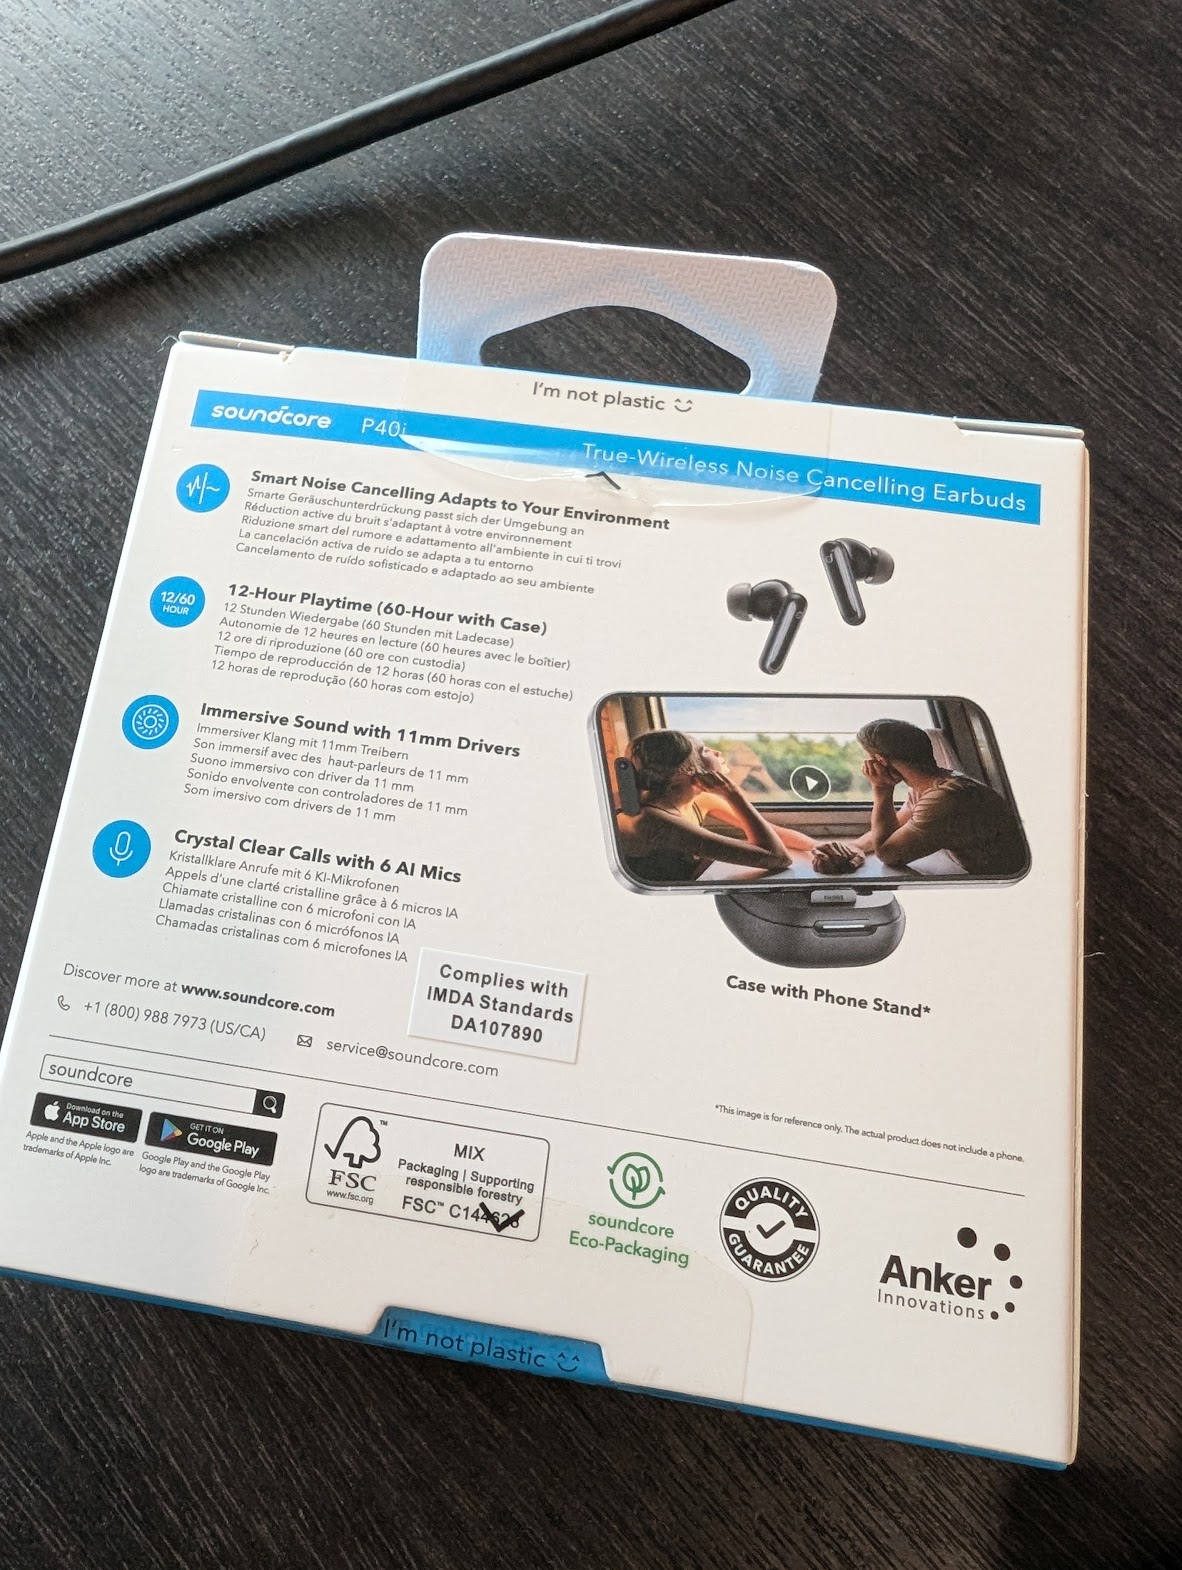 I'm not plastic
soundcore P40i
True-Wireless Noise Cancelling Earbuds
Smart Noise Cancelling Adapts to Your Environment
Smarte Geräuschunterdrückung passt sich der Umgebung an
Réduction active du bruit s'adaptant à votre environnement
Riduzione smart del rumore e adattamento all'ambiente in cui ti trovi
La cancelación activa de ruido se adapta a tu entorno
Cancelamento de ruído sofisticado e adaptado ao seu ambiente
12/60
HOUR
12-Hour Playtime (60-Hour with Case)
12 Stunden Wiedergabe (60 Stunden mit Ladecase)
Autonomie de 12 heures en lecture (60 heures avec le boîtier)
12 ore di riproduzione (60 ore con custodia)
Tiempo de reproducción de 12 horas (60 horas con el estuche)
12 horas de reprodução (60 horas com estojo)
Immersive Sound with 11mm Drivers
Immersiver Klang mit 11mm Treibern
Son immersif avec des haut-parleurs de 11 mm
Suono immersivo con driver da 11 mm
Sonido envolvente con controladores de 11 mm
Som imersivo com drivers de 11 mm
Crystal Clear Calls with 6 AI Mics
Kristallklare Anrufe mit 6 KI-Mikrofonen
Appels d'une clarté cristalline grâce à 6 micros IA
Chiamate cristalline con 6 microfoni con IA
Llamadas cristalinas con 6 micrófonos IA
Chamadas cristalinas com 6 microfones IA
Case with Phone Stand*
Complies with
IMDA Standards
DA107890
Discover more at www.soundcore.com
+1 (800) 988 7973 (US/CA)
service@soundcore.com
*This image is for reference only. The actual product does not include a phone.
soundcore
Download on the
App Store
GET IT ON
Google Play
Apple and the Apple logo are
trademarks of Apple Inc.
Google Play and the Google Play
logo are trademarks of Google Inc.
FSC
www.fsc.org
MIX
Packaging | Supporting
responsible forestry
FSC™
soundcore
Eco-Packaging
QUALITY
GUARANTEE
Anker
Innovations
I'm not plastic